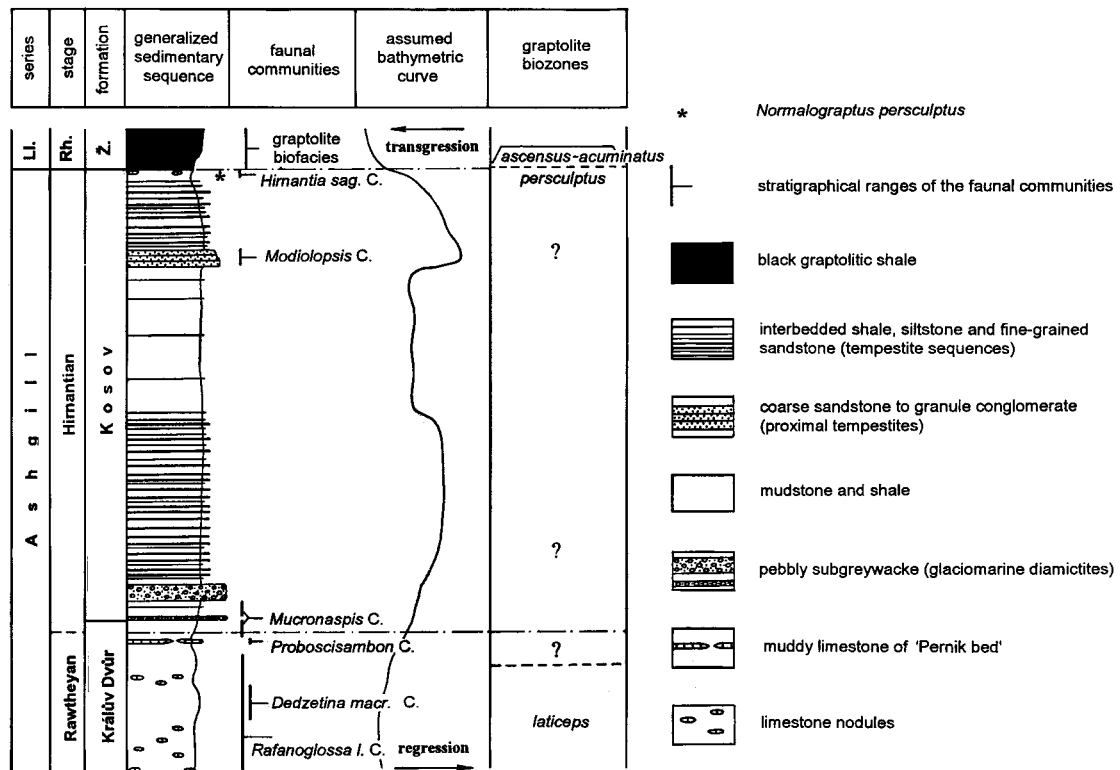 series
stage
formation
generalized
sedimentary
sequence
faunal
communities
assumed
bathymetric
curve
graptolite
biozones
Ll.
Rh.
Ž.
graptolite
biofacies
transgression
ascensus-acuminatus
*
Hirnantia sag. C.
persculptus
Modiolopsis C.
?
Ashgill
Hirnantian
Kosov
?
Mucronaspis C.
Proboscisambon C.
?
Rawtheyan
Králův Dvůr
Dedzetina macr. C.
laticeps
Rafanoglossa l. C.
regression
* Normalograptus persculptus
stratigraphical ranges of the faunal communities
black graptolitic shale
interbedded shale, siltstone and fine-grained
sandstone (tempestite sequences)
coarse sandstone to granule conglomerate
(proximal tempestites)
mudstone and shale
pebbly subgreywacke (glaciomarine diamictites)
muddy limestone of 'Pernik bed'
limestone nodules